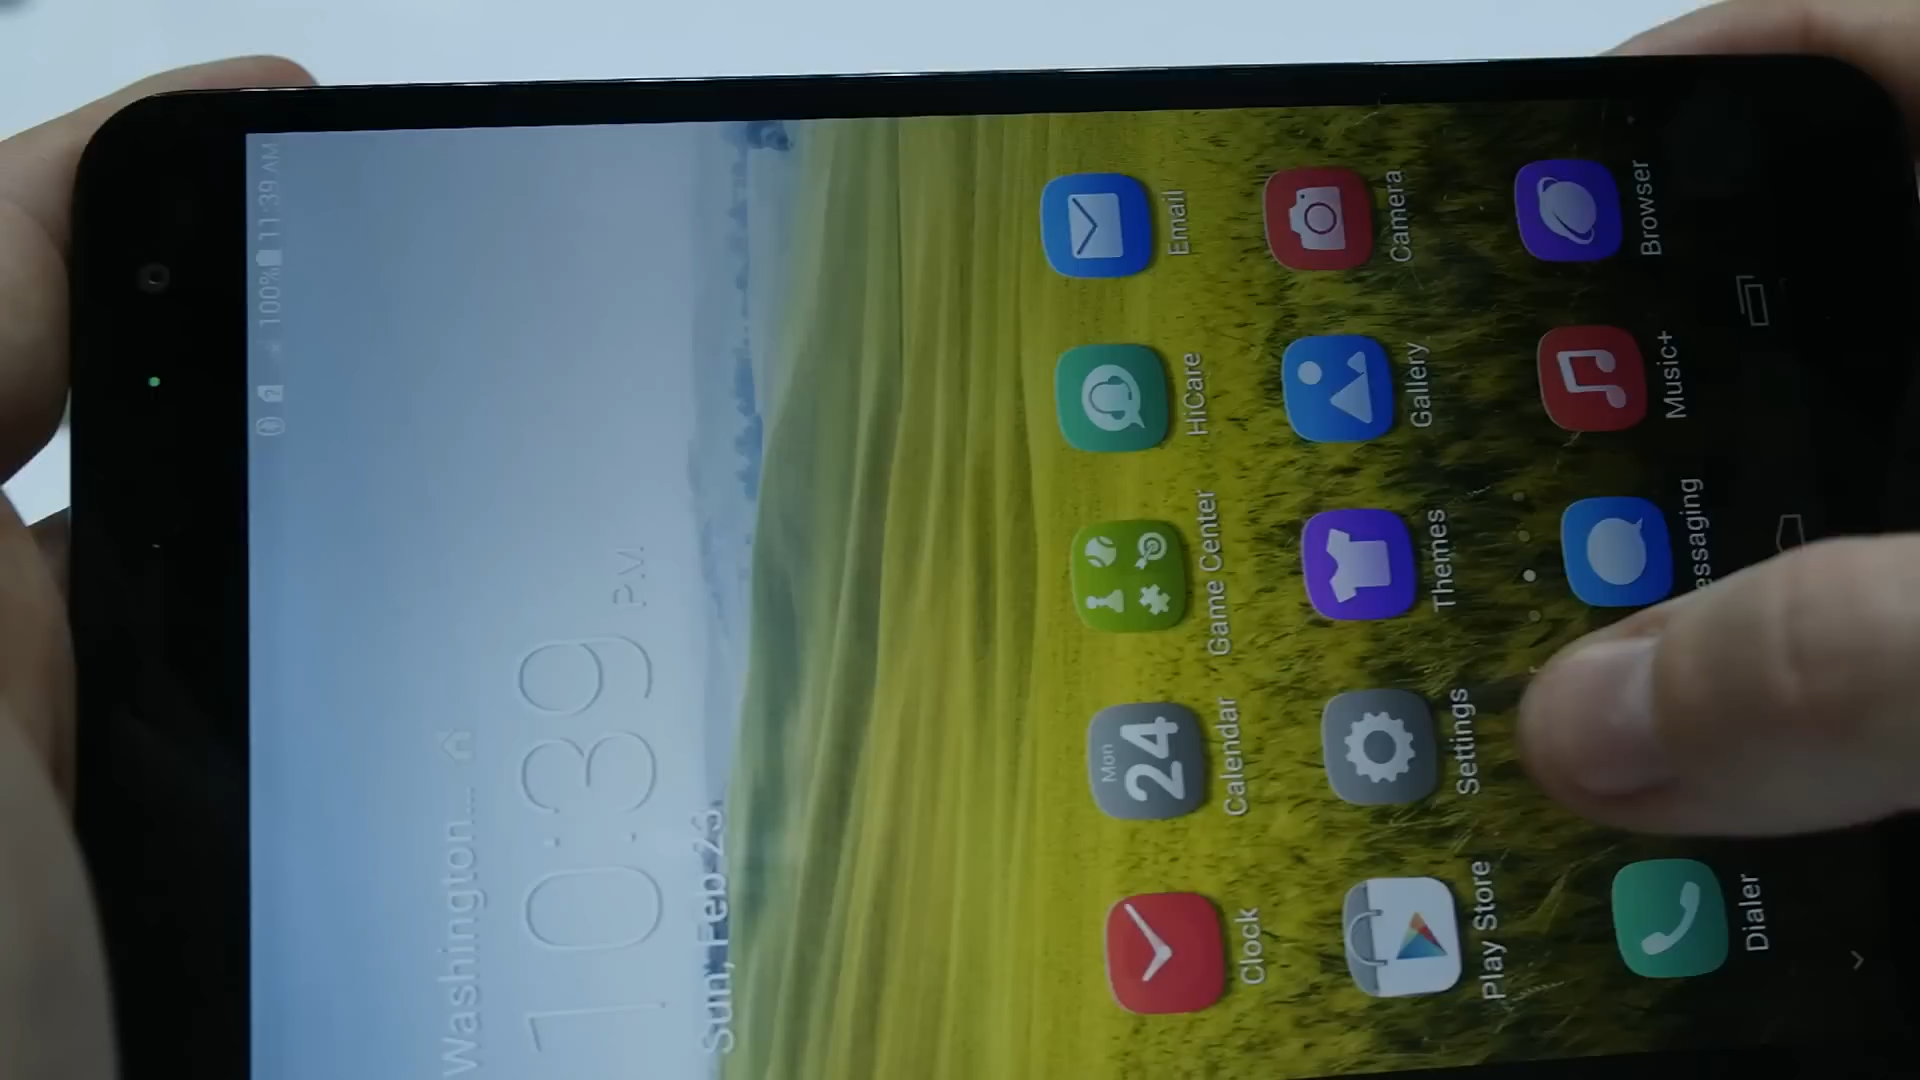 100% 11:39 AM
Washington...
10:39 P.M.
Sun, Feb 23,
Clock
Mon
24
Calendar
Game Center
HiCare
Email
Play Store
Settings
Themes
Gallery
Camera
Dialer
essaging
Music+
Browser